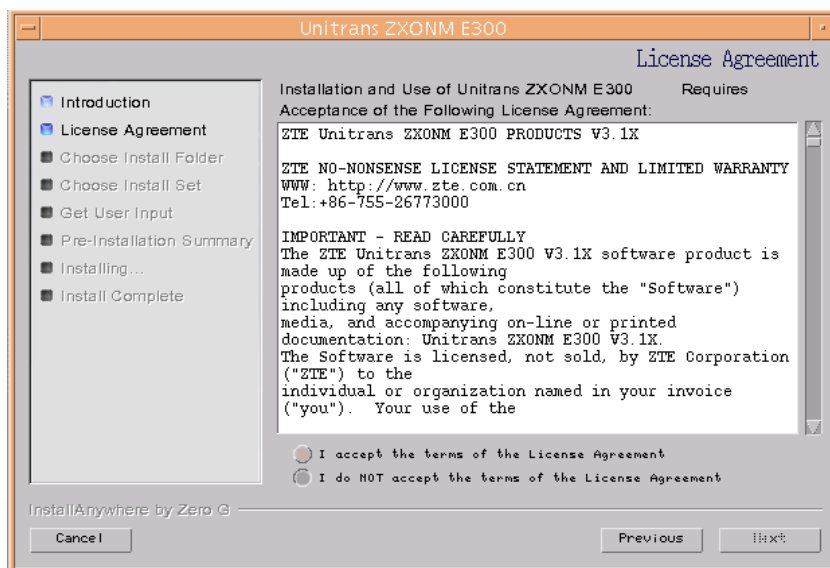 Unitrans ZXONM E300
License Agreement
Introduction
License Agreement
Choose Install Folder
Choose Install Set
Get User Input
Pre-Installation Summary
Installing...
Install Complete
Installation and Use of Unitrans ZXONM E300 Requires
Acceptance of the Following License Agreement:
ZTE Unitrans ZXONM E300 PRODUCTS V3.1X
ZTE NO-NONSENSE LICENSE STATEMENT AND LIMITED WARRANTY
WWW: http://www.zte.com.cn
Tel:+86-755-26773000
IMPORTANT - READ CAREFULLY
The ZTE Unitrans ZXONM E300 V3.1X software product is
made up of the following
products (all of which constitute the "Software")
including any software,
media, and accompanying on-line or printed
documentation: Unitrans ZXONM E300 V3.1X.
The Software is licensed, not sold, by ZTE Corporation
("ZTE") to the
individual or organization named in your invoice
("you").  Your use of the
I accept the terms of the License Agreement
I do NOT accept the terms of the License Agreement
InstallAnywhere by Zero G
Cancel
Previous
Next